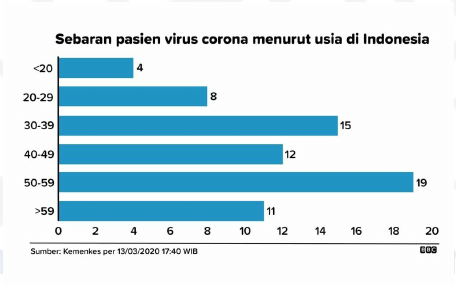 Sebaran pasien virus corona menurut usia di Indonesia
<20 4
20-29 8
30-39 15
40-49 12
50-59 19
>59 11
0 2 4 6 8 10 12 14 16 18 20
Sumber: Kemenkes per 13/03/2020 17:40 WIB BBC